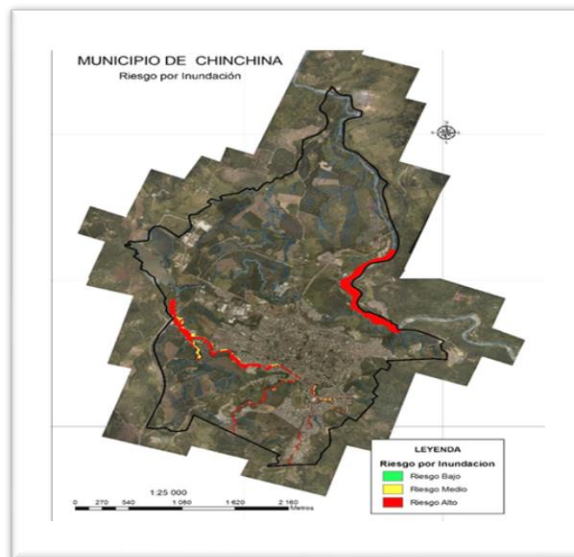 MUNICIPIO DE CHINCHINA
Riesgo por Inundación
LEYENDA
Riesgo por Inundacion
Riesgo Bajo
Riesgo Medio
Riesgo Alto
1:25 000
0 270 540 1 080 1 620 2 160
Metros